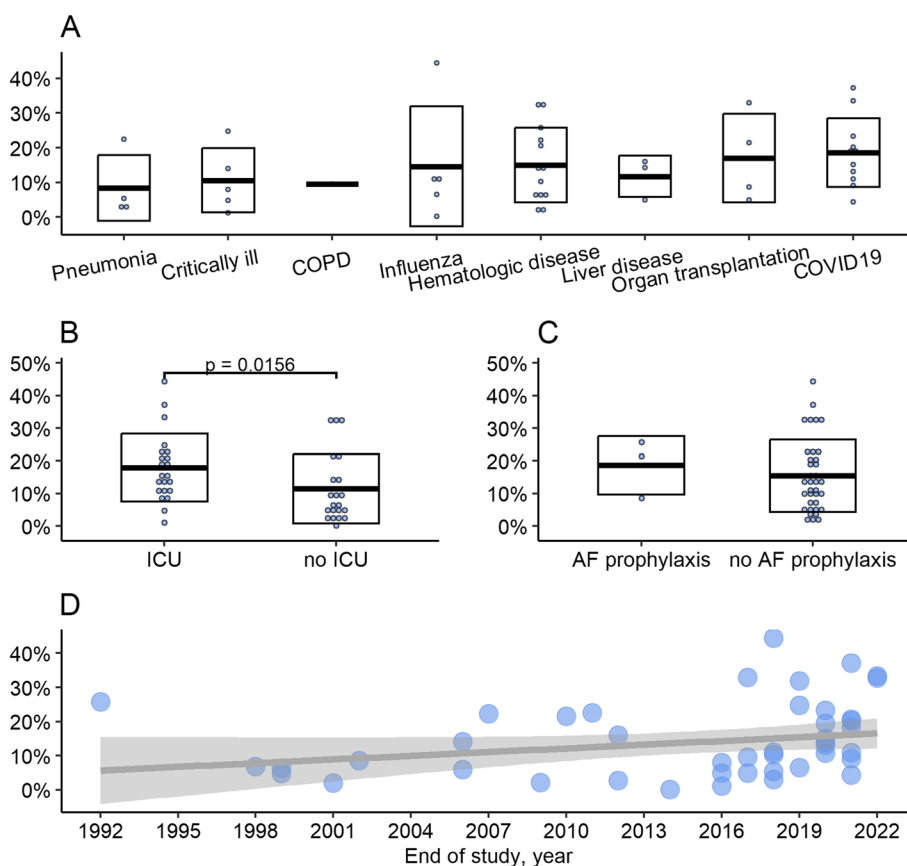 A
40%
30%
20%
10%
0%
Pneumonia
Critically ill
COPD
Influenza
Hematologic disease
Liver disease
Organ transplantation
COVID19
B
50%
40%
30%
20%
10%
0%
p = 0.0156
ICU
no ICU
C
50%
40%
30%
20%
10%
0%
AF prophylaxis
no AF prophylaxis
D
40%
30%
20%
10%
0%
1992 1995 1998 2001 2004 2007 2010 2013 2016 2019 2022
End of study, year